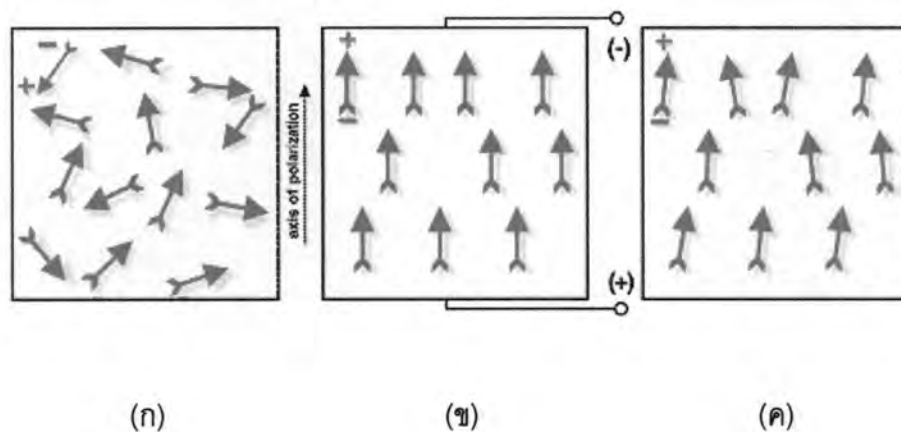 (-)
+
+
−
+
−
−
axis of polarization
(+)
(ก)
(ข)
(ค)